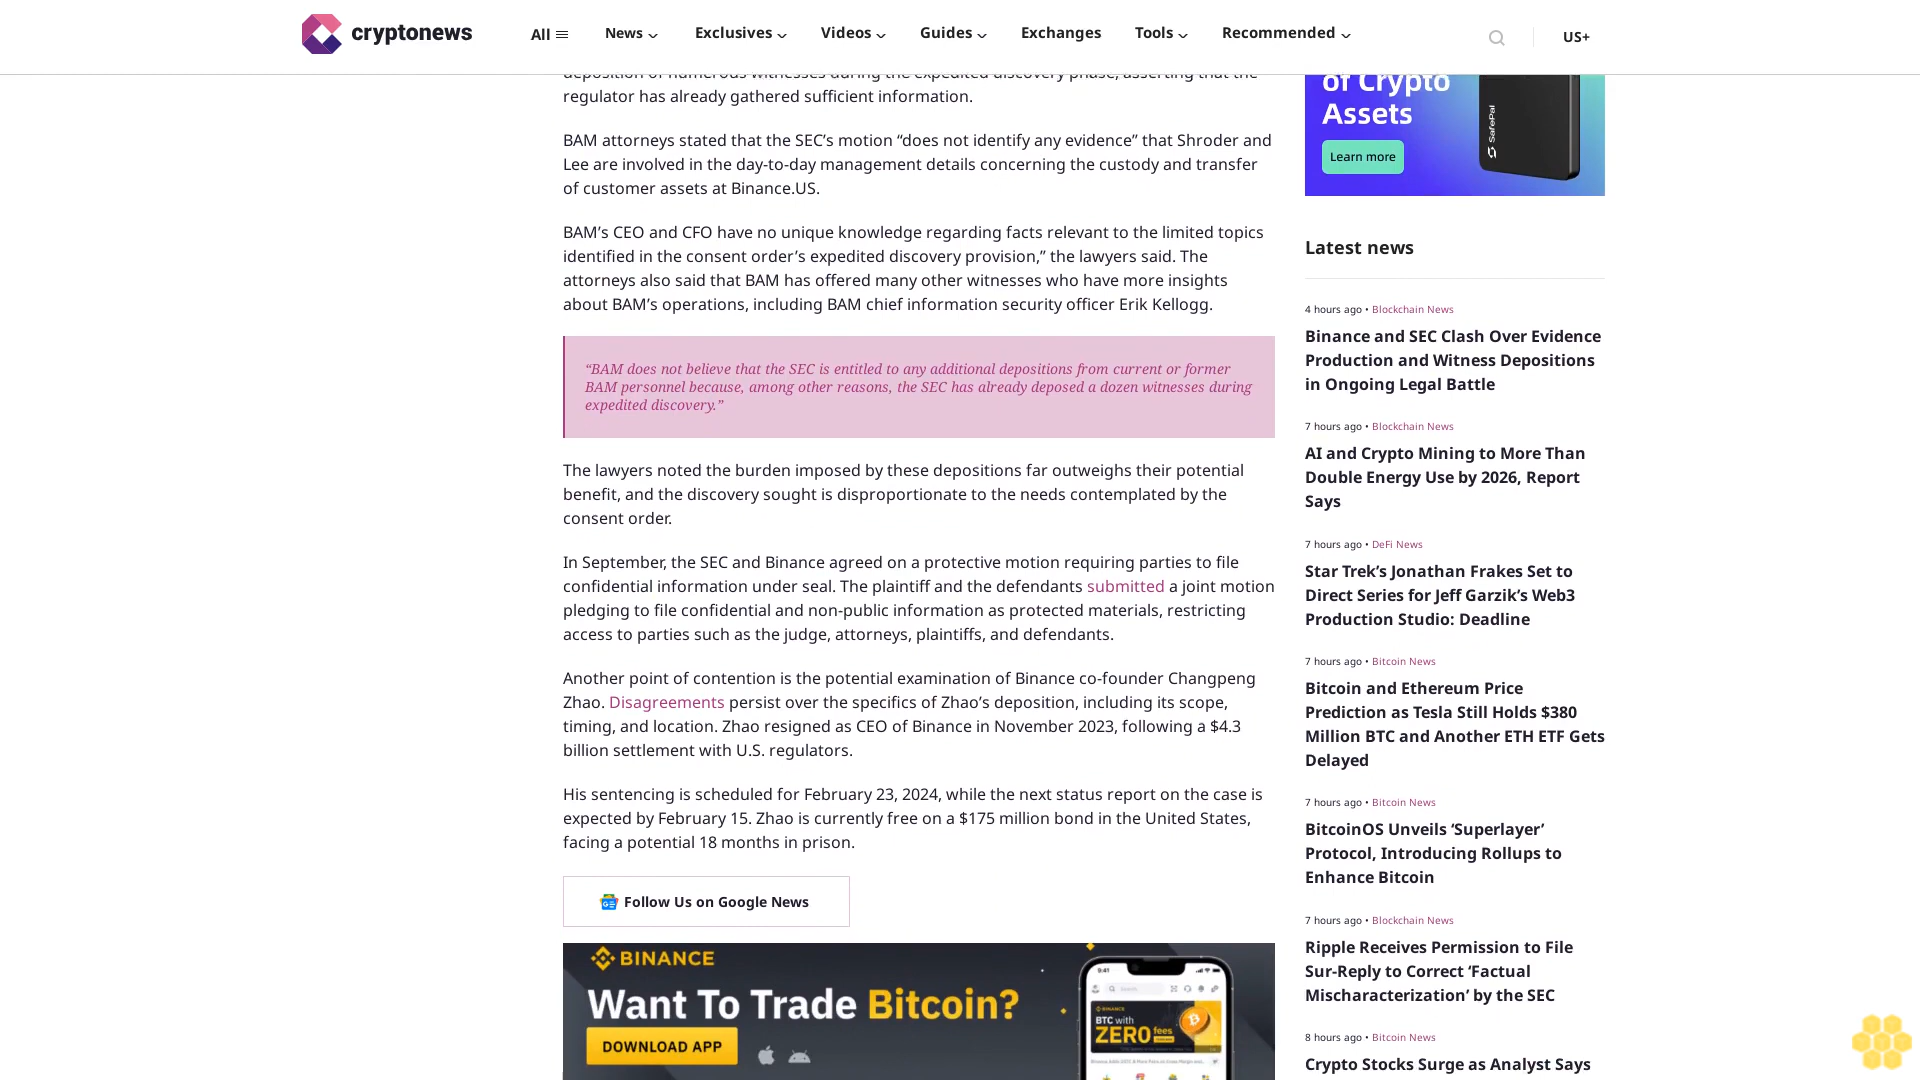 cryptonews
All
News
Exclusives
Videos
Guides
Exchanges
Tools
Recommended
US+
deposition of numerous witnesses during the expedited discovery phase, asserting that the
regulator has already gathered sufficient information.
BAM attorneys stated that the SEC’s motion “does not identify any evidence” that Shroder and
Lee are involved in the day-to-day management details concerning the custody and transfer
of customer assets at Binance.US.
BAM’s CEO and CFO have no unique knowledge regarding facts relevant to the limited topics
identified in the consent order’s expedited discovery provision,” the lawyers said. The
attorneys also said that BAM has offered many other witnesses who have more insights
about BAM’s operations, including BAM chief information security officer Erik Kellogg.
“BAM does not believe that the SEC is entitled to any additional depositions from current or former
BAM personnel because, among other reasons, the SEC has already deposed a dozen witnesses during
expedited discovery.”
The lawyers noted the burden imposed by these depositions far outweighs their potential
benefit, and the discovery sought is disproportionate to the needs contemplated by the
consent order.
In September, the SEC and Binance agreed on a protective motion requiring parties to file
confidential information under seal. The plaintiff and the defendants submitted a joint motion
pledging to file confidential and non-public information as protected materials, restricting
access to parties such as the judge, attorneys, plaintiffs, and defendants.
Another point of contention is the potential examination of Binance co-founder Changpeng
Zhao. Disagreements persist over the specifics of Zhao’s deposition, including its scope,
timing, and location. Zhao resigned as CEO of Binance in November 2023, following a $4.3
billion settlement with U.S. regulators.
His sentencing is scheduled for February 23, 2024, while the next status report on the case is
expected by February 15. Zhao is currently free on a $175 million bond in the United States,
facing a potential 18 months in prison.
Follow Us on Google News
BINANCE
Want To Trade Bitcoin?
DOWNLOAD APP
9:41
Search
BINANCE
BTC with
ZERO fees
of Crypto
Assets
Learn more
SafePal
Latest news
4 hours ago • Blockchain News
Binance and SEC Clash Over Evidence
Production and Witness Depositions
in Ongoing Legal Battle
7 hours ago • Blockchain News
AI and Crypto Mining to More Than
Double Energy Use by 2026, Report
Says
7 hours ago • DeFi News
Star Trek’s Jonathan Frakes Set to
Direct Series for Jeff Garzik’s Web3
Production Studio: Deadline
7 hours ago • Bitcoin News
Bitcoin and Ethereum Price
Prediction as Tesla Still Holds $380
Million BTC and Another ETH ETF Gets
Delayed
7 hours ago • Bitcoin News
BitcoinOS Unveils ‘Superlayer’
Protocol, Introducing Rollups to
Enhance Bitcoin
7 hours ago • Blockchain News
Ripple Receives Permission to File
Sur-Reply to Correct ‘Factual
Mischaracterization’ by the SEC
8 hours ago • Bitcoin News
Crypto Stocks Surge as Analyst Says